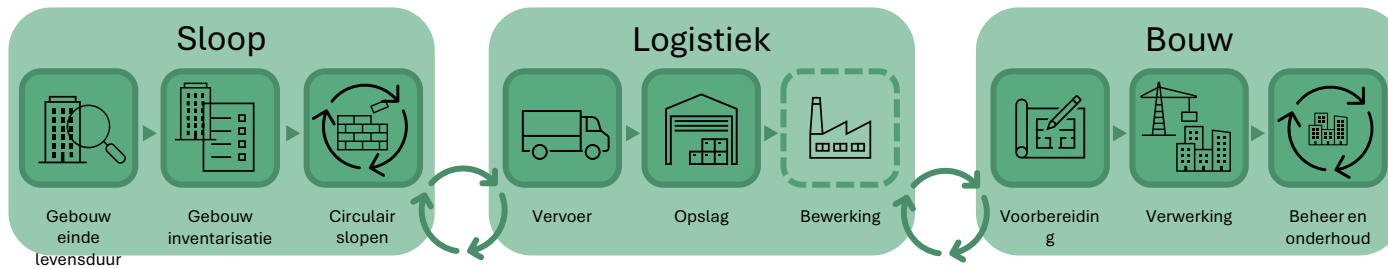 Sloop
Logistiek
Bouw
Gebouw
einde
levensduur
Gebouw
inventarisatie
Circulair
slopen
Vervoer
Opslag
Bewerking
Voorbereidin
g
Verwerking
Beheer en
onderhoud